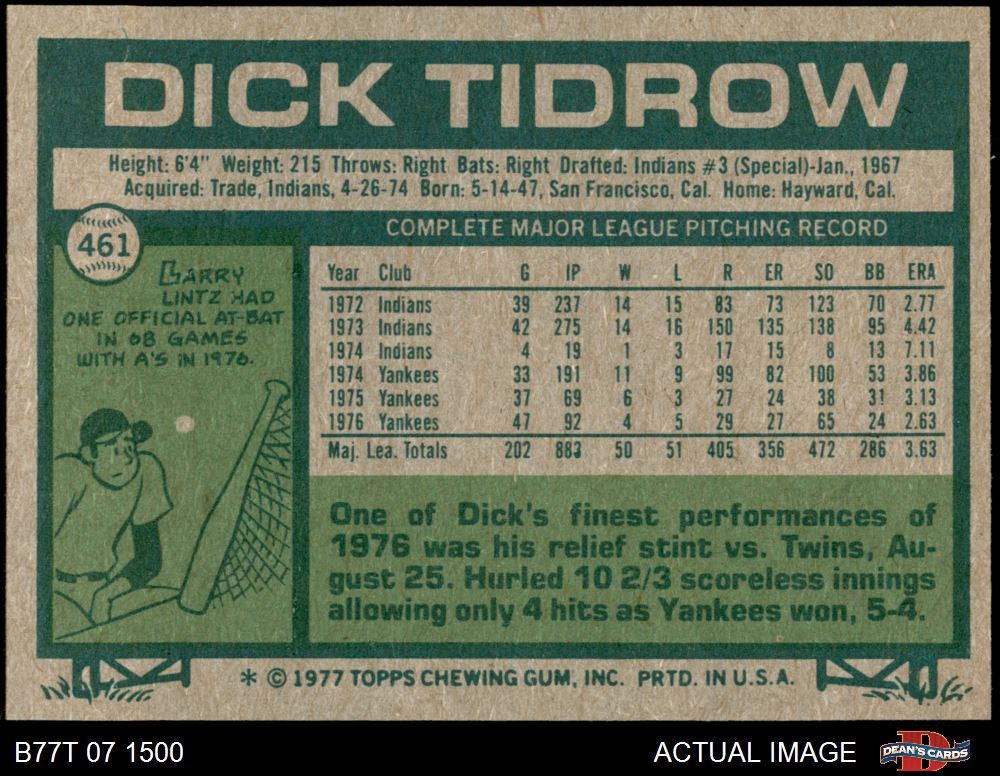 DICK TIDROW
Height: 6'4" Weight: 215 Throws: Right Bats: Right Drafted: Indians #3 (Special)-Jan., 1967
Acquired: Trade, Indians, 4-26-74 Born: 5-14-47, San Francisco, Cal. Home: Hayward, Cal.
461
GARRY
LINTZ HAD
ONE OFFICIAL AT-BAT
IN 68 GAMES
WITH A'S IN 1976.
COMPLETE MAJOR LEAGUE PITCHING RECORD
Year Club G IP W L R ER SO BB ERA
1972 Indians 39 237 14 15 83 73 123 70 2.77
1973 Indians 42 275 14 16 150 135 138 95 4.42
1974 Indians 4 19 1 3 17 15 8 13 7.11
1974 Yankees 33 191 11 9 99 82 100 53 3.86
1975 Yankees 37 69 6 3 27 24 38 31 3.13
1976 Yankees 47 92 4 5 29 27 65 24 2.63
Maj. Lea. Totals 202 883 50 51 405 356 472 286 3.63
One of Dick's finest performances of
1976 was his relief stint vs. Twins, Au-
gust 25. Hurled 10 2/3 scoreless innings
allowing only 4 hits as Yankees won, 5-4.
* © 1977 TOPPS CHEWING GUM, INC. PRTD. IN U.S.A.
B77T 07 1500
ACTUAL IMAGE
D
DEAN'S CARDS